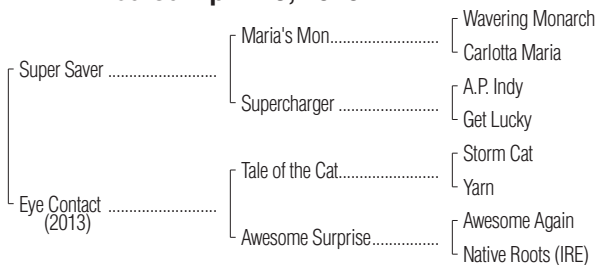 Wavering Monarch
Maria's Mon
Carlotta Maria
Super Saver
A.P. Indy
Supercharger
Get Lucky
Storm Cat
Tale of the Cat
Yarn
Eye Contact
(2013)
Awesome Again
Awesome Surprise
Native Roots (IRE)